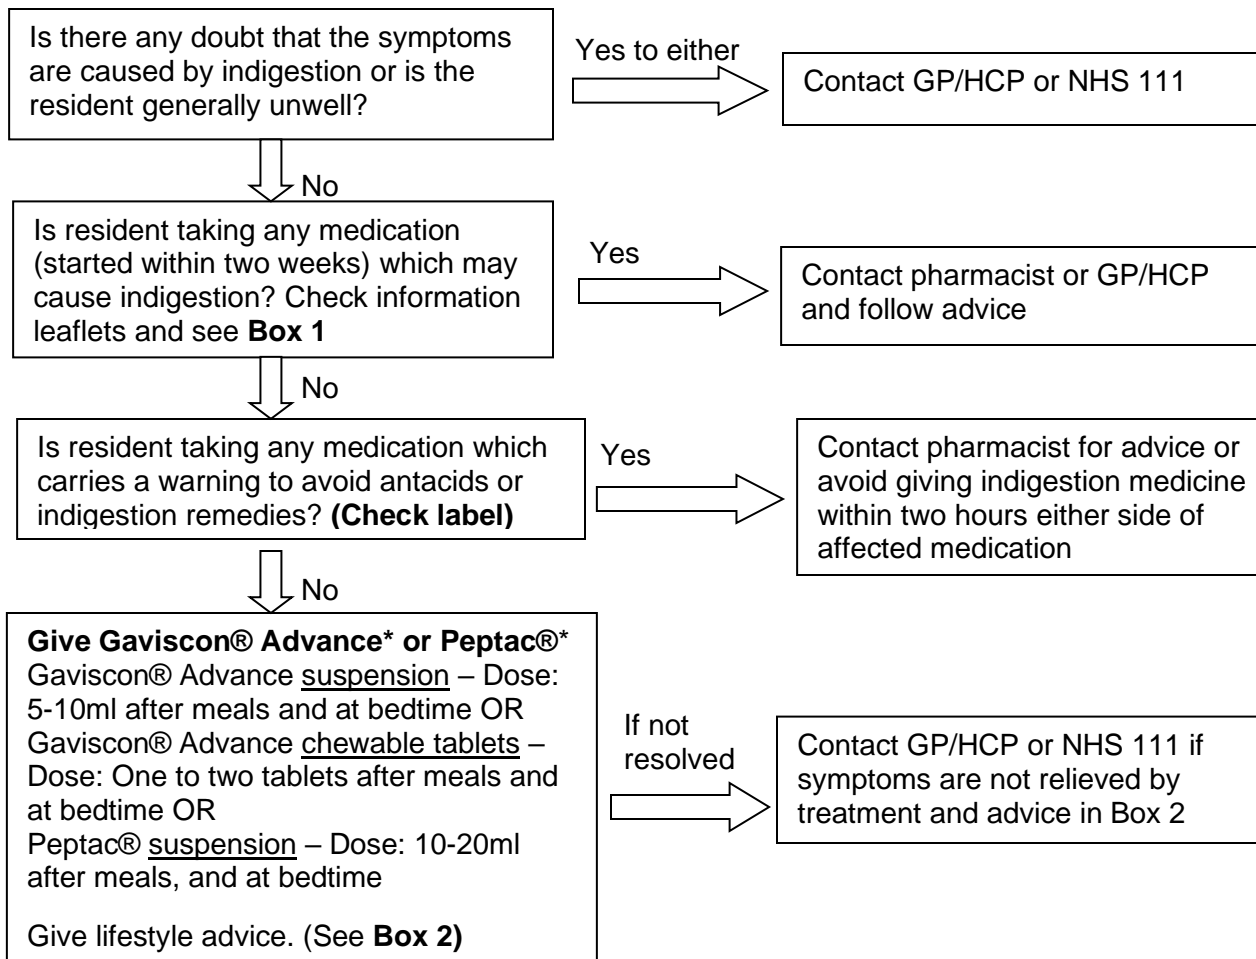 Is there any doubt that the symptoms
are caused by indigestion or is the
resident generally unwell?
Yes to either
Contact GP/HCP or NHS 111
No
Is resident taking any medication
(started within two weeks) which may
cause indigestion? Check information
leaflets and see Box 1
Yes
Contact pharmacist or GP/HCP
and follow advice
No
Is resident taking any medication which
carries a warning to avoid antacids or
indigestion remedies? (Check label)
Yes
Contact pharmacist for advice or
avoid giving indigestion medicine
within two hours either side of
affected medication
No
Give Gaviscon® Advance* or Peptac®*
Gaviscon® Advance suspension – Dose:
5-10ml after meals and at bedtime OR
Gaviscon® Advance chewable tablets –
Dose: One to two tablets after meals and
at bedtime OR
Peptac® suspension – Dose: 10-20ml
after meals, and at bedtime
Give lifestyle advice. (See Box 2)
If not
resolved
Contact GP/HCP or NHS 111 if
symptoms are not relieved by
treatment and advice in Box 2